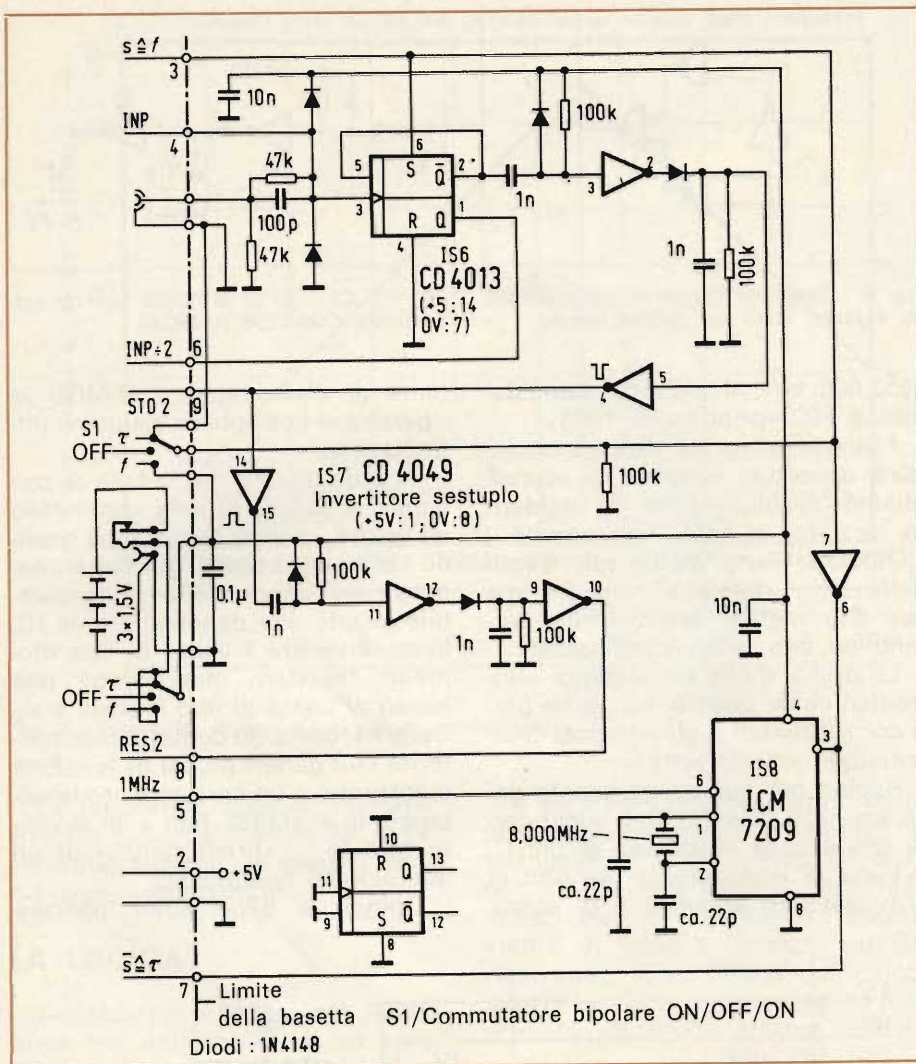 s ≙ f
3
10n
INP
4
47k
100p
47k
5
S
6
Q̅
2
3
1
R
Q
4
IS6
CD 4013
(+5:14
0V:7)
1n
100k
3
2
1n
100k
INP÷2
6
STO 2
9
4
5
S1
τ
OFF
f
14
15
IS7 CD 4049
Invertitore sestuplo
(+5V:1, 0V:8)
100k
7
6
10n
3x1,5V
0,1µ
1n
100k
11
12
1n
100k
9
10
τ
OFF
f
RES 2
8
1MHz
5
4
3
IS8
ICM
7209
6
1
2
8
8,000MHz
ca.22p
ca.22p
2
+5V
1
10
R
Q
13
11
9
S
Q̅
12
8
s ≙ τ
7
Limite
della basetta
S1/Commutatore bipolare ON/OFF/ON
Diodi : 1N4148